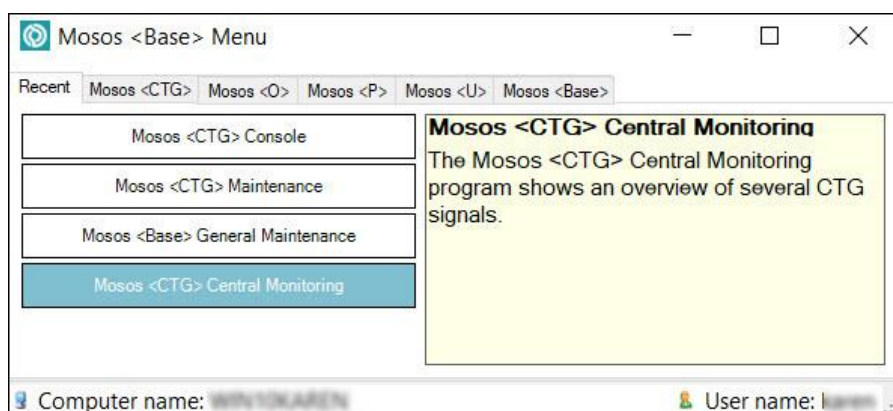 Mosos <Base> Menu
Recent Mosos <CTG> Mosos <O> Mosos <P> Mosos <U> Mosos <Base>
Mosos <CTG> Console
Mosos <CTG> Maintenance
Mosos <Base> General Maintenance
Mosos <CTG> Central Monitoring
Mosos <CTG> Central Monitoring
The Mosos <CTG> Central Monitoring
program shows an overview of several CTG
signals.
Computer name:
User name: